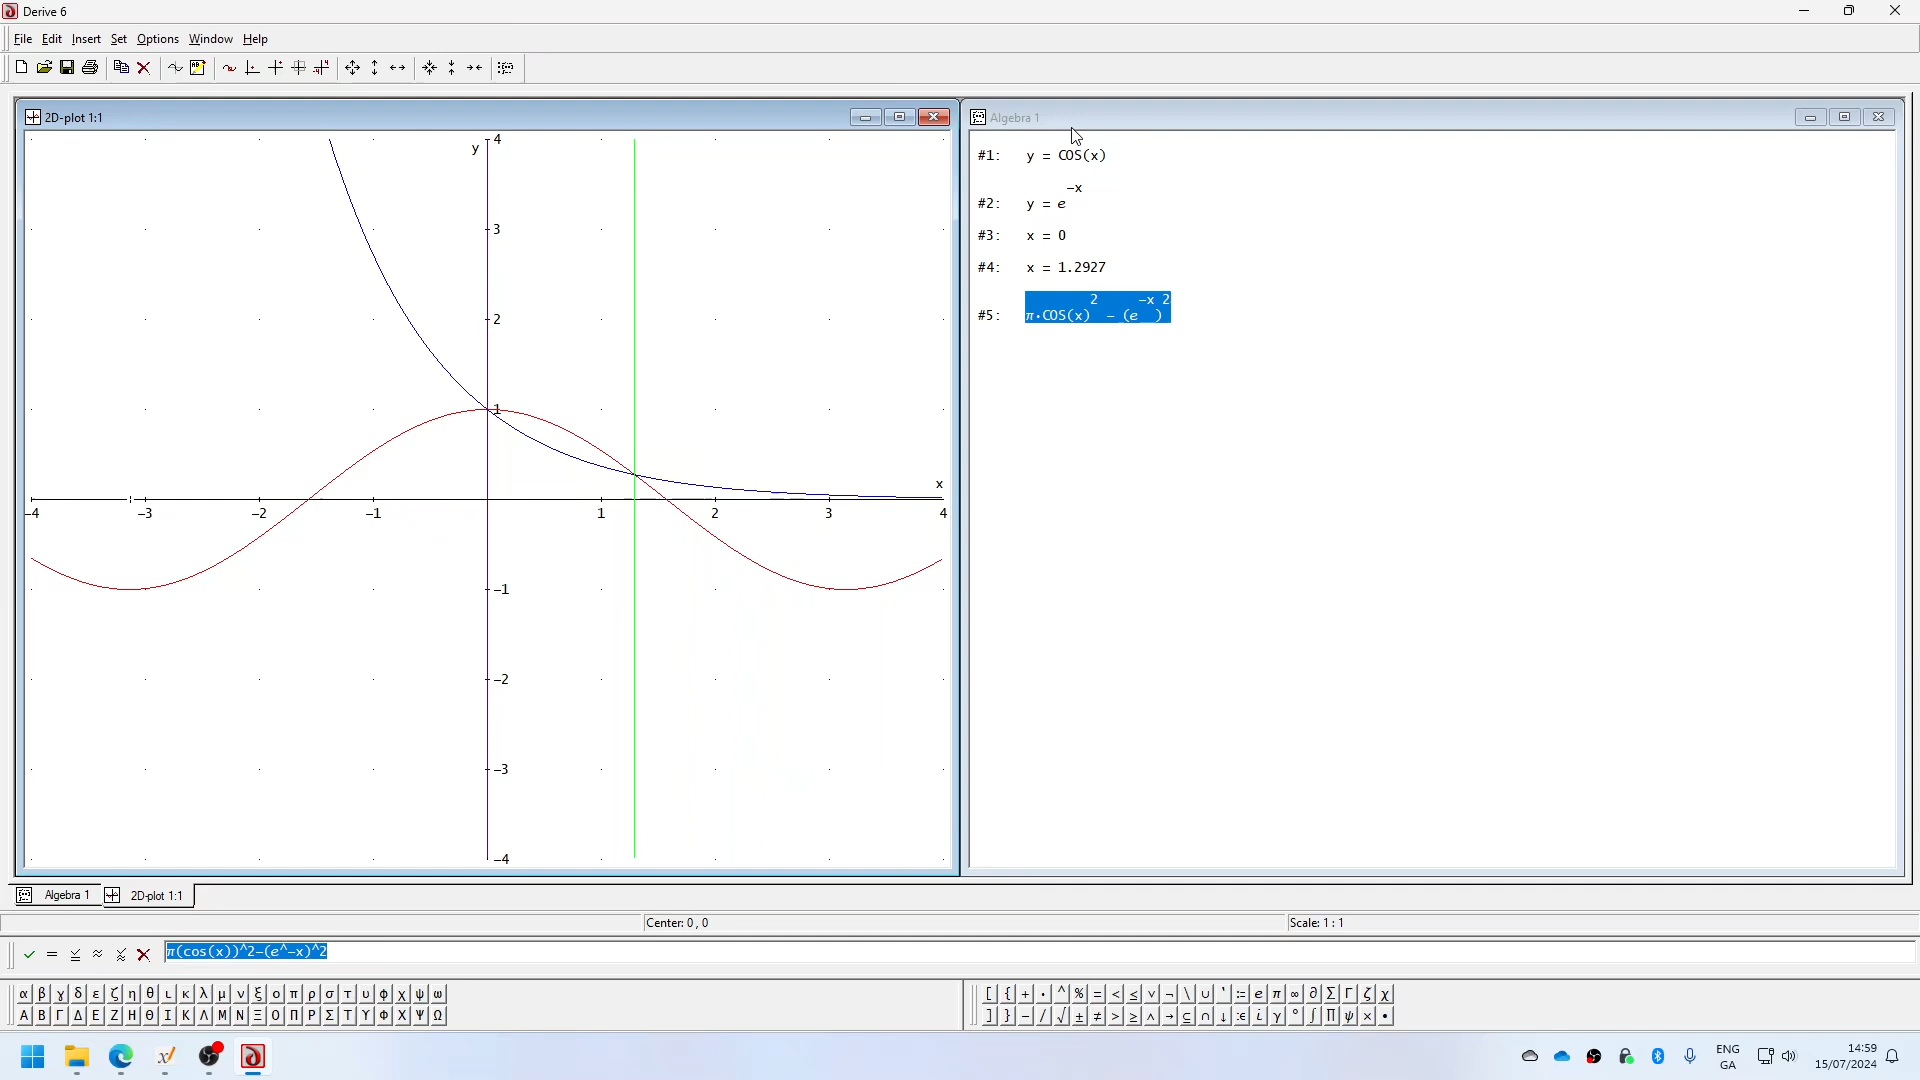 Derive 6
File Edit Insert Set Options Window Help
2D-plot 1:1
y
4
3
2
1
x
-4 -3 -2 -1 1 2 3 4
-1
-2
-3
-4
Algebra 1
#1: y = COS(x)
-x
#2: y = e
#3: x = 0
#4: x = 1.2927
2 -x 2
#5: π·COS(x) - (e )
Algebra 1 2D-plot 1:1
Center: 0, 0 Scale: 1 : 1
π(cos(x))^2-(e^-x)^2
α β γ δ ε ζ η θ ι κ λ μ ν ξ ο π ρ σ τ υ φ χ ψ ω
Α Β Γ Δ Ε Ζ Η Θ Ι Κ Λ Μ Ν Ξ Ο Π Ρ Σ Τ Υ Φ Χ Ψ Ω
[ { + · ^ % = < ≤ ∨ ¬ \ ∪ ' := e π ∞ ∂ ∑ Γ ζ χ
] } - / √ ± ≠ > ≥ ∧ → ⊆ ∩ ↓ :∈ i γ ° ∫ ∏ ψ × •
ENG
GA
14:59
15/07/2024